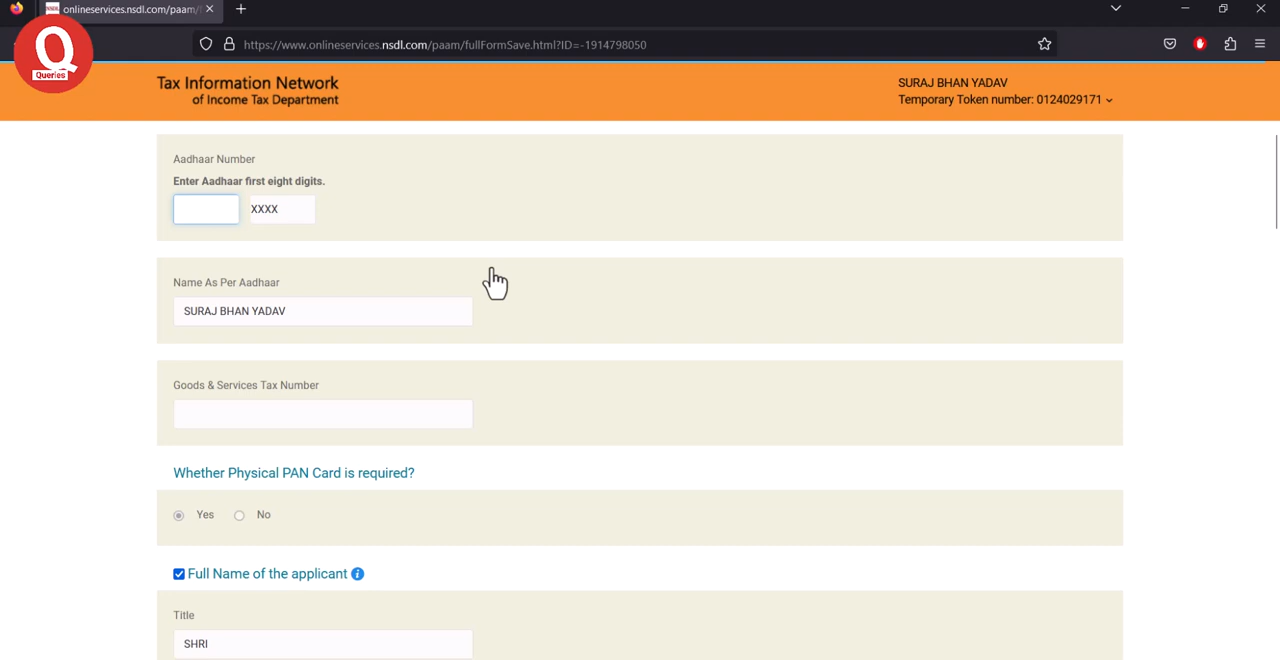 onlineservices.nsdl.com/paam/
Q
Queries
https://www.onlineservices.nsdl.com/paam/fullFormSave.html?ID=-1914798050
Tax Information Network
of Income Tax Department
SURAJ BHAN YADAV
Temporary Token number: 0124029171
Aadhaar Number
Enter Aadhaar first eight digits.
XXXX
Name As Per Aadhaar
SURAJ BHAN YADAV
Goods & Services Tax Number
Whether Physical PAN Card is required?
Yes No
Full Name of the applicant
Title
SHRI